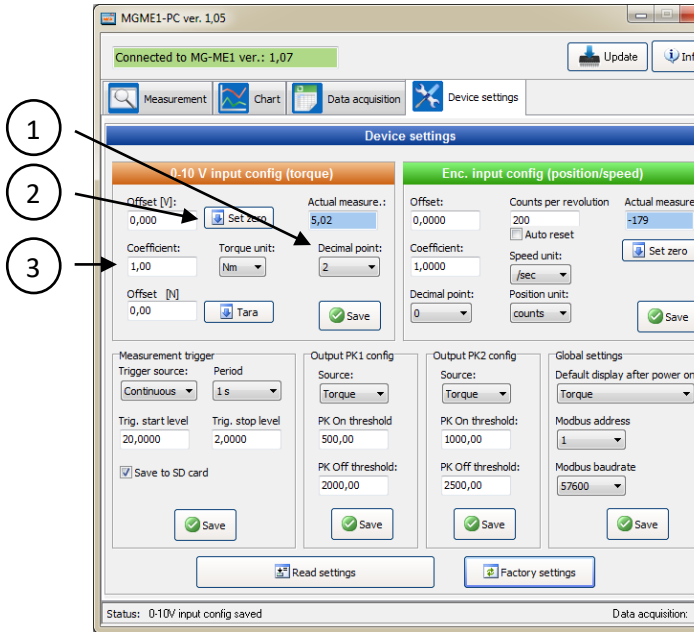 MGME1-PC ver. 1,05
Connected to MG-ME1 ver.: 1,07
Update
Inf
Measurement
Chart
Data acquisition
Device settings
Device settings
1
2
3
0-10 V input config (torque)
Offset [V]:
Actual measure.:
0,000
Set zero
5,02
Coefficient:
Torque unit:
Decimal point:
1,00
Nm
2
Offset [N]
0,00
Tara
Save
Enc. input config (position/speed)
Offset:
Counts per revolution
Actual measure
0,0000
200
-179
Auto reset
Set zero
Coefficient:
Speed unit:
1,0000
/sec
Decimal point:
Position unit:
0
counts
Save
Measurement trigger
Trigger source:
Period
Continuous
1 s
Trig. start level
Trig. stop level
20,0000
2,0000
Save to SD card
Save
Output PK1 config
Source:
Torque
PK On threshold
500,00
PK Off threshold:
2000,00
Save
Output PK2 config
Source:
Torque
PK On threshold:
1000,00
PK Off threshold:
2500,00
Save
Global settings
Default display after power on
Torque
Modbus address
1
Modbus baudrate
57600
Save
Read settings
Factory settings
Status: 0-10V input config saved
Data acquisition: